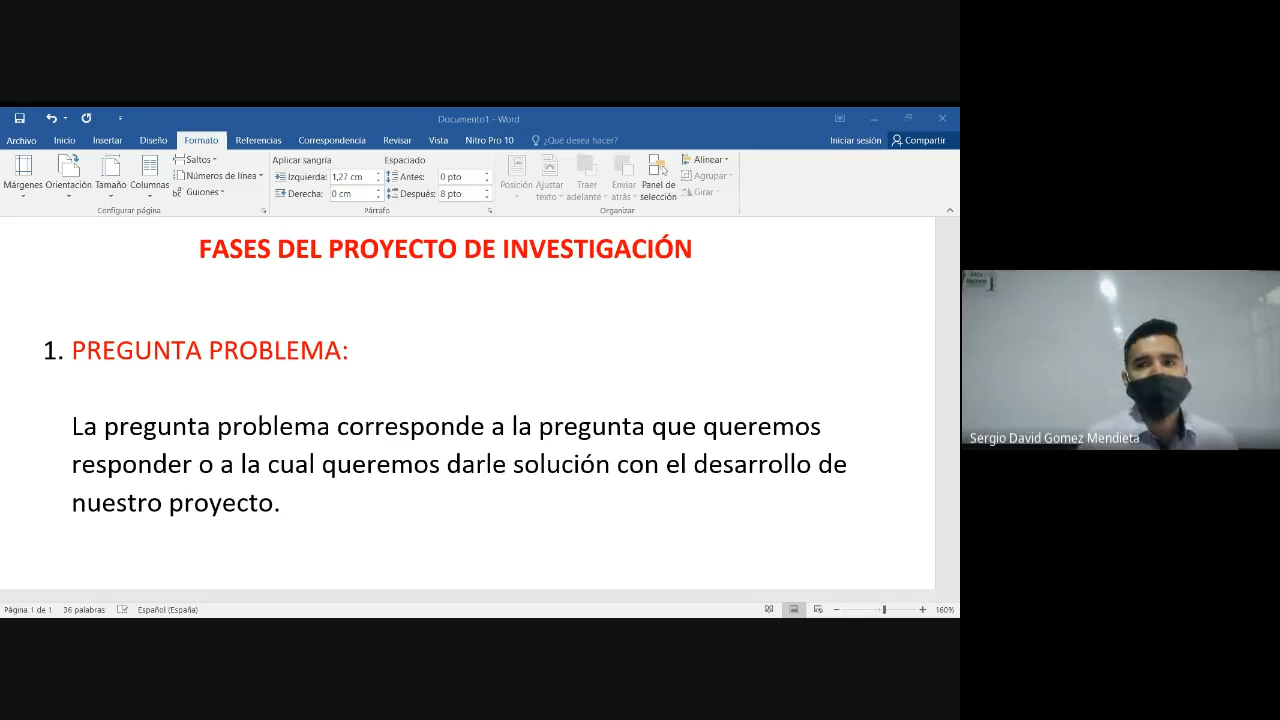 Documento1 - Word
Archivo Inicio Insertar Diseño Formato Referencias Correspondencia Revisar Vista Nitro Pro 10 ¿Qué desea hacer? Iniciar sesión Compartir
Márgenes
Orientación
Tamaño
Columnas
Saltos
Números de línea
Guiones
Configurar página
Aplicar sangría
Izquierda: 1,27 cm
Derecha: 0 cm
Espaciado
Antes: 0 pto
Después: 8 pto
Párrafo
Posición
Ajustar
texto
Traer
adelante
Enviar
atrás
Panel de
selección
Alinear
Agrupar
Girar
Organizar
FASES DEL PROYECTO DE INVESTIGACIÓN
1. PREGUNTA PROBLEMA:
La pregunta problema corresponde a la pregunta que queremos
responder o a la cual queremos darle solución con el desarrollo de
nuestro proyecto.
Página 1 de 1 36 palabras Español (España) 160%
Sergio David Gomez Mendieta